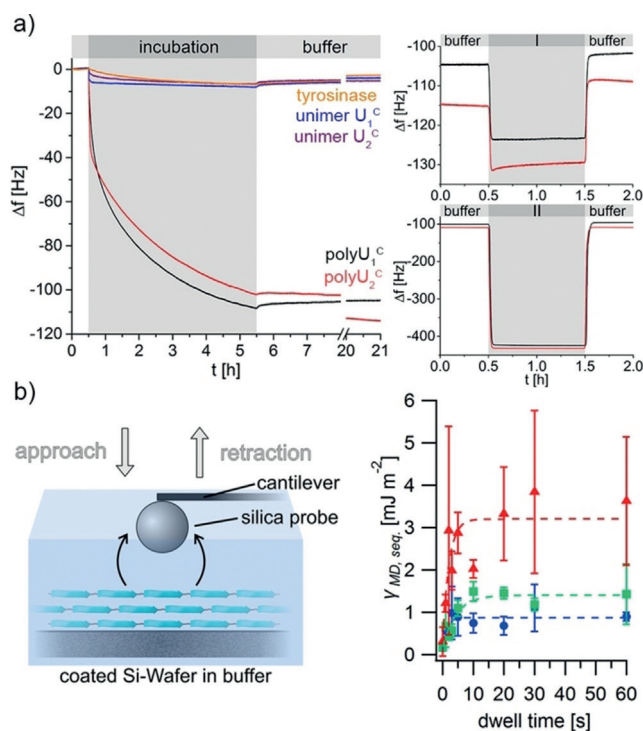 a)
incubation
buffer
0
-20
-40
-60
-80
-100
-120
Δf [Hz]
tyrosinase
unimer U₁ᶜ
unimer U₂ᶜ
polyU₁ᶜ
polyU₂ᶜ
0 1 2 3 4 5 6 7 20 21
t [h]
buffer
I
buffer
-100
-110
-120
-130
Δf [Hz]
0.0 0.5 1.0 1.5 2.0
buffer
II
buffer
-100
-200
-300
-400
Δf [Hz]
0.0 0.5 1.0 1.5 2.0
t [h]
b)
approach
retraction
cantilever
silica probe
coated Si-Wafer in buffer
6
5
4
3
2
1
0
γ MD, seq. [mJ m⁻²]
0 10 20 30 40 50 60
dwell time [s]